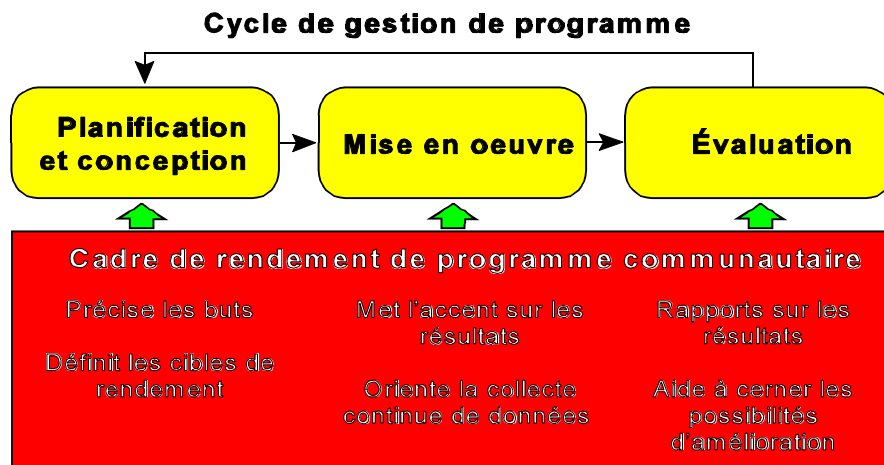 Cycle de gestion de programme
Planification
et conception
Mise en oeuvre
Évaluation
Cadre de rendement de programme communautaire
Précise les buts
Définit les cibles de
rendement
Met l'accent sur les
résultats
Oriente la collecte
continue de données
Rapports sur les
résultats
Aide à cerner les
possibilités
d'amélioration